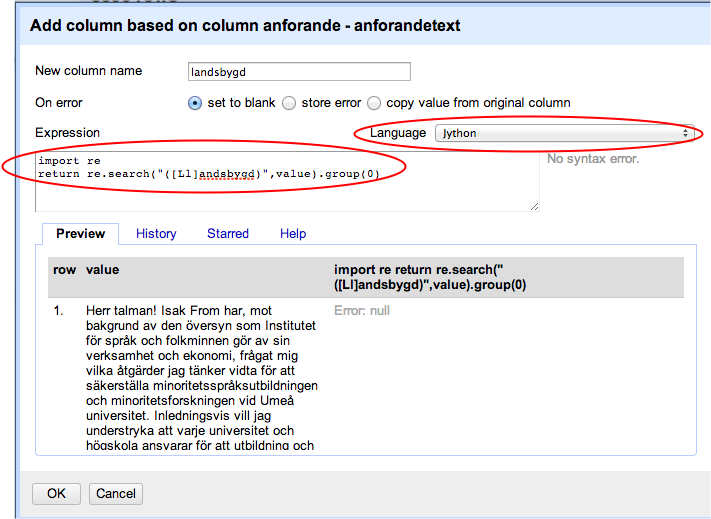 Add column based on column anforande - anforandetext
New column name landsbygd
On error set to blank store error copy value from original column
Expression Language Jython
import re
return re.search("([Ll]andsbygd)",value).group(0)
No syntax error.
Preview History Starred Help
row value import re return re.search("
([Ll]andsbygd)",value).group(0)
1. Herr talman! Isak From har, mot Error: null
bakgrund av den översyn som Institutet
för språk och folkminnen gör av sin
verksamhet och ekonomi, frågat mig
vilka åtgärder jag tänker vidta för att
säkerställa minoritetsspråksutbildningen
och minoritetsforskningen vid Umeå
universitet. Inledningsvis vill jag
understryka att varje universitet och
högskola ansvarar för att utbildning och
OK Cancel